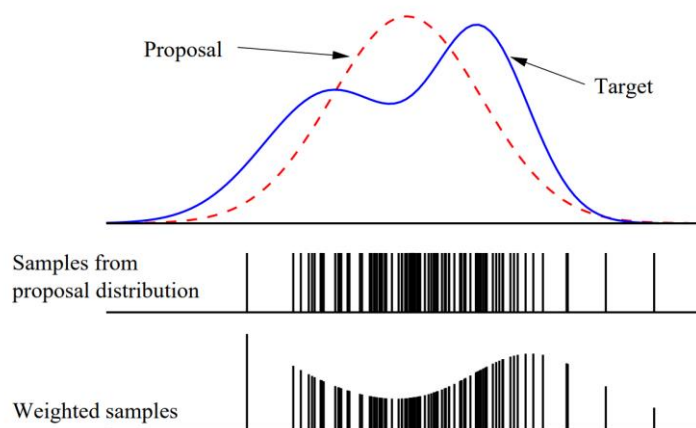 Proposal
Target
Samples from
proposal distribution
Weighted samples